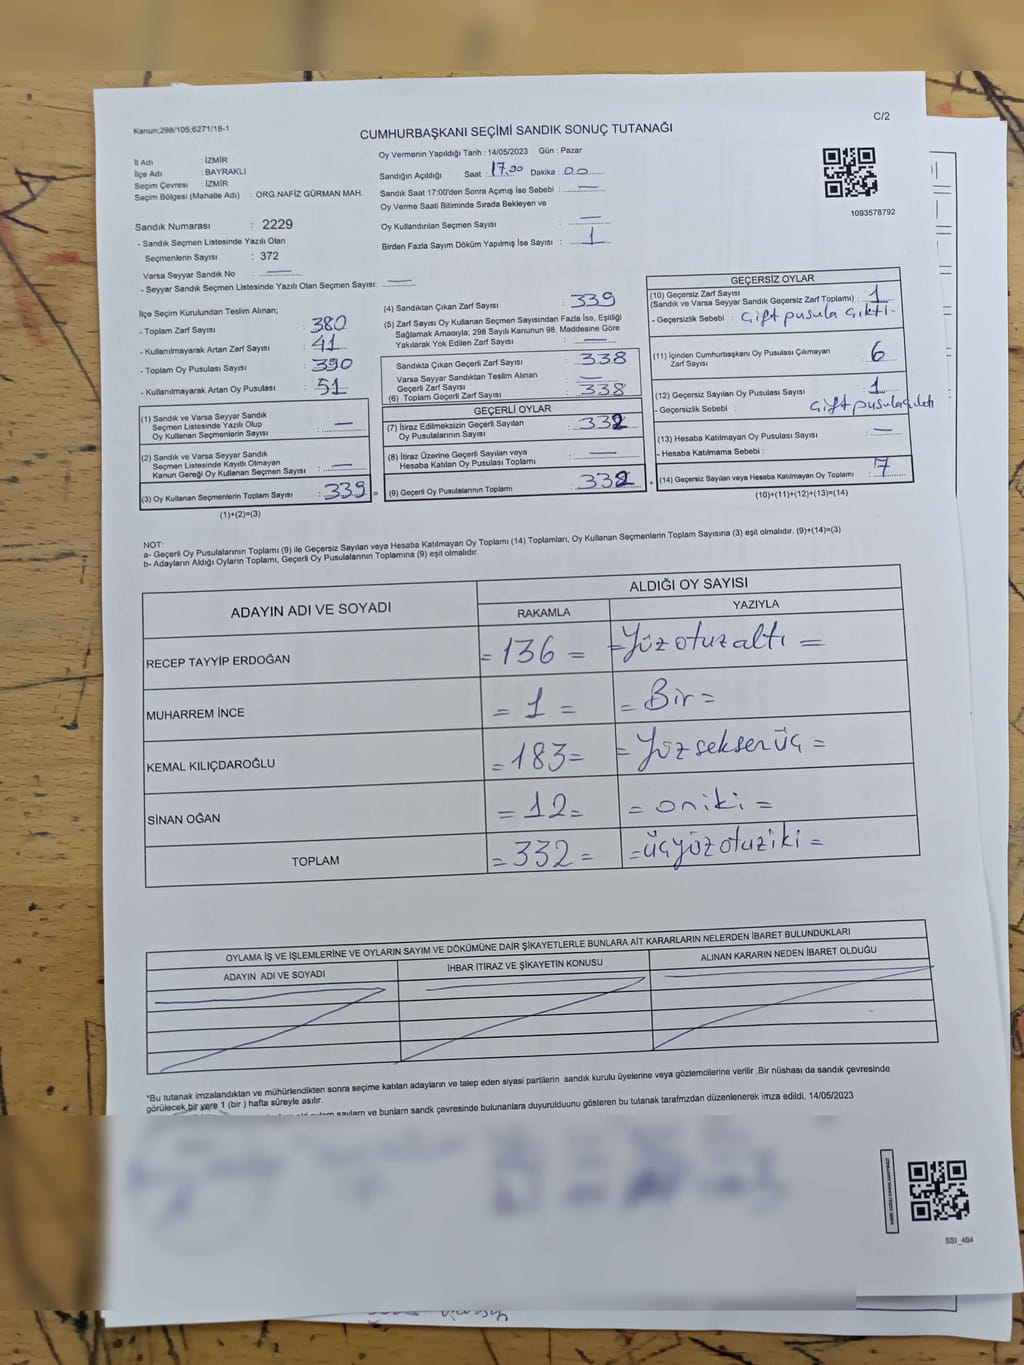 Kanun;298/105;6271/18-1
C/2
CUMHURBAŞKANI SEÇİMİ SANDIK SONUÇ TUTANAĞI
İl Adı : İZMİR
İlçe Adı : BAYRAKLI
Seçim Çevresi : İZMİR
Seçim Bölgesi (Mahalle Adı) : ORG.NAFİZ GÜRMAN MAH.
Oy Vermenin Yapıldığı Tarih : 14/05/2023 Gün : Pazar
Sandığın Açıldığı Saat : 17.00 Dakika : 00
Sandık Saat 17:00'den Sonra Açımış İse Sebebi : —
Oy Verme Saati Bitiminde Sırada Bekleyen ve
Oy Kullandırılan Seçmen Sayısı : —
Birden Fazla Sayım Döküm Yapılmış İse Sayısı : 1
1093578792
Sandık Numarası : 2229
- Sandık Seçmen Listesinde Yazılı Olan
Seçmenlerin Sayısı : 372
Varsa Seyyar Sandık No : —
- Seyyar Sandık Seçmen Listesinde Yazılı Olan Seçmen Sayısı: —
İlçe Seçim Kurulundan Teslim Alınan;
- Toplam Zarf Sayısı : 380
- Kullanılmayarak Artan Zarf Sayısı : 41
- Toplam Oy Pusulası Sayısı : 390
- Kullanılmayarak Artan Oy Pusulası : 51
(1) Sandık ve Varsa Seyyar Sandık
Seçmen Listesinde Yazılı Olup
Oy Kullanan Seçmenlerin Sayısı : —
(2) Sandık ve Varsa Seyyar Sandık
Seçmen Listesinde Kayıtlı Olmayan
Kanun Gereği Oy Kullanan Seçmen Sayısı : —
(3) Oy Kullanan Seçmenlerin Toplam Sayısı : 339 =
(1)+(2)=(3)
(4) Sandıktan Çıkan Zarf Sayısı : 339
(5) Zarf Sayısı Oy Kullanan Seçmen Sayısından Fazla İse, Eşitliği
Sağlamak Amacıyla; 298 Sayılı Kanunun 98. Maddesine Göre
Yakılarak Yok Edilen Zarf Sayısı : —
Sandıkta Çıkan Geçerli Zarf Sayısı : 338
Varsa Seyyar Sandıktan Teslim Alınan
Geçerli Zarf Sayısı : —
(6) Toplam Geçerli Zarf Sayısı : 338
GEÇERLİ OYLAR
(7) İtiraz Edilmeksizin Geçerli Sayılan
Oy Pusulalarının Sayısı : 332
(8) İtiraz Üzerine Geçerli Sayılan veya
Hesaba Katılan Oy Pusulası Toplamı : —
(9) Geçerli Oy Pusulalarının Toplamı : 332 +
GEÇERSİZ OYLAR
(10) Geçersiz Zarf Sayısı
(Sandık ve Varsa Seyyar Sandık Geçersiz Zarf Toplamı) : 1
- Geçersizlik Sebebi : Çift pusula çıktı.
(11) İçinden Cumhurbaşkanı Oy Pusulası Çıkmayan
Zarf Sayısı : 6
(12) Geçersiz Sayılan Oy Pusulası Sayısı : 1
- Geçersizlik Sebebi : Çift pusula
(13) Hesaba Katılmayan Oy Pusulası Sayısı : —
- Hesaba Katılmama Sebebi :
(14) Geçersiz Sayılan veya Hesaba Katılmayan Oy Toplamı : 7
(10)+(11)+(12)+(13)=(14)
NOT:
a- Geçerli Oy Pusulalarının Toplamı (9) ile Geçersiz Sayılan veya Hesaba Katılmayan Oy Toplamı (14) Toplamları, Oy Kullanan Seçmenlerin Toplam Sayısına (3) eşit olmalıdır. (9)+(14)=(3)
b- Adayların Aldığı Oyların Toplamı, Geçerli Oy Pusulalarının Toplamına (9) eşit olmalıdır.
ADAYIN ADI VE SOYADI
ALDIĞI OY SAYISI
RAKAMLA YAZIYLA
RECEP TAYYİP ERDOĞAN = 136 = = Yüzotuzaltı =
MUHARREM İNCE = 1 = = Bir =
KEMAL KILIÇDAROĞLU = 183 = = Yüzseksenüç =
SİNAN OĞAN = 12 = = oniki =
TOPLAM = 332 = = üçyüzotuziki =
OYLAMA İŞ VE İŞLEMLERİNE VE OYLARIN SAYIM VE DÖKÜMÜNE DAİR ŞİKAYETLERLE BUNLARA AİT KARARLARIN NELERDEN İBARET BULUNDUKLARI
ADAYIN ADI VE SOYADI İHBAR İTİRAZ VE ŞİKAYETİN KONUSU ALINAN KARARIN NEDEN İBARET OLDUĞU
*Bu tutanak imzalandıktan ve mühürlendikten sonra seçime katılan adayların ve talep eden siyasi partilerin sandık kurulu üyelerine veya gözlemcilerine verilir .Bir nüshası da sandık çevresinde
görülecek bir yere 1 (bir ) hafta süreyle asılır.
ve bunların sandk çevresinde bulunanlara duyurulduunu gösteren bu tutanak tarafmzdan düzenlenerek imza edildi. 14/05/2023
SSI_404